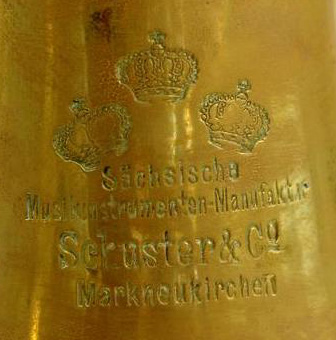 Sächsische
Musikinstrumenten-Manufaktur
Schuster & Co
Markneukirchen